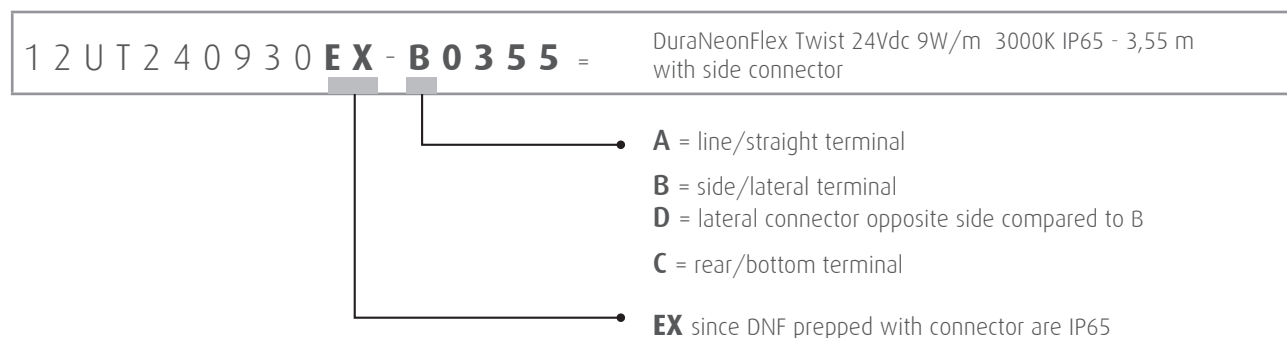 12UT240930EX-B0355 =
DuraNeonFlex Twist 24Vdc 9W/m 3000K IP65 - 3,55 m
with side connector
A = line/straight terminal
B = side/lateral terminal
D = lateral connector opposite side compared to B
C = rear/bottom terminal
EX since DNF prepped with connector are IP65